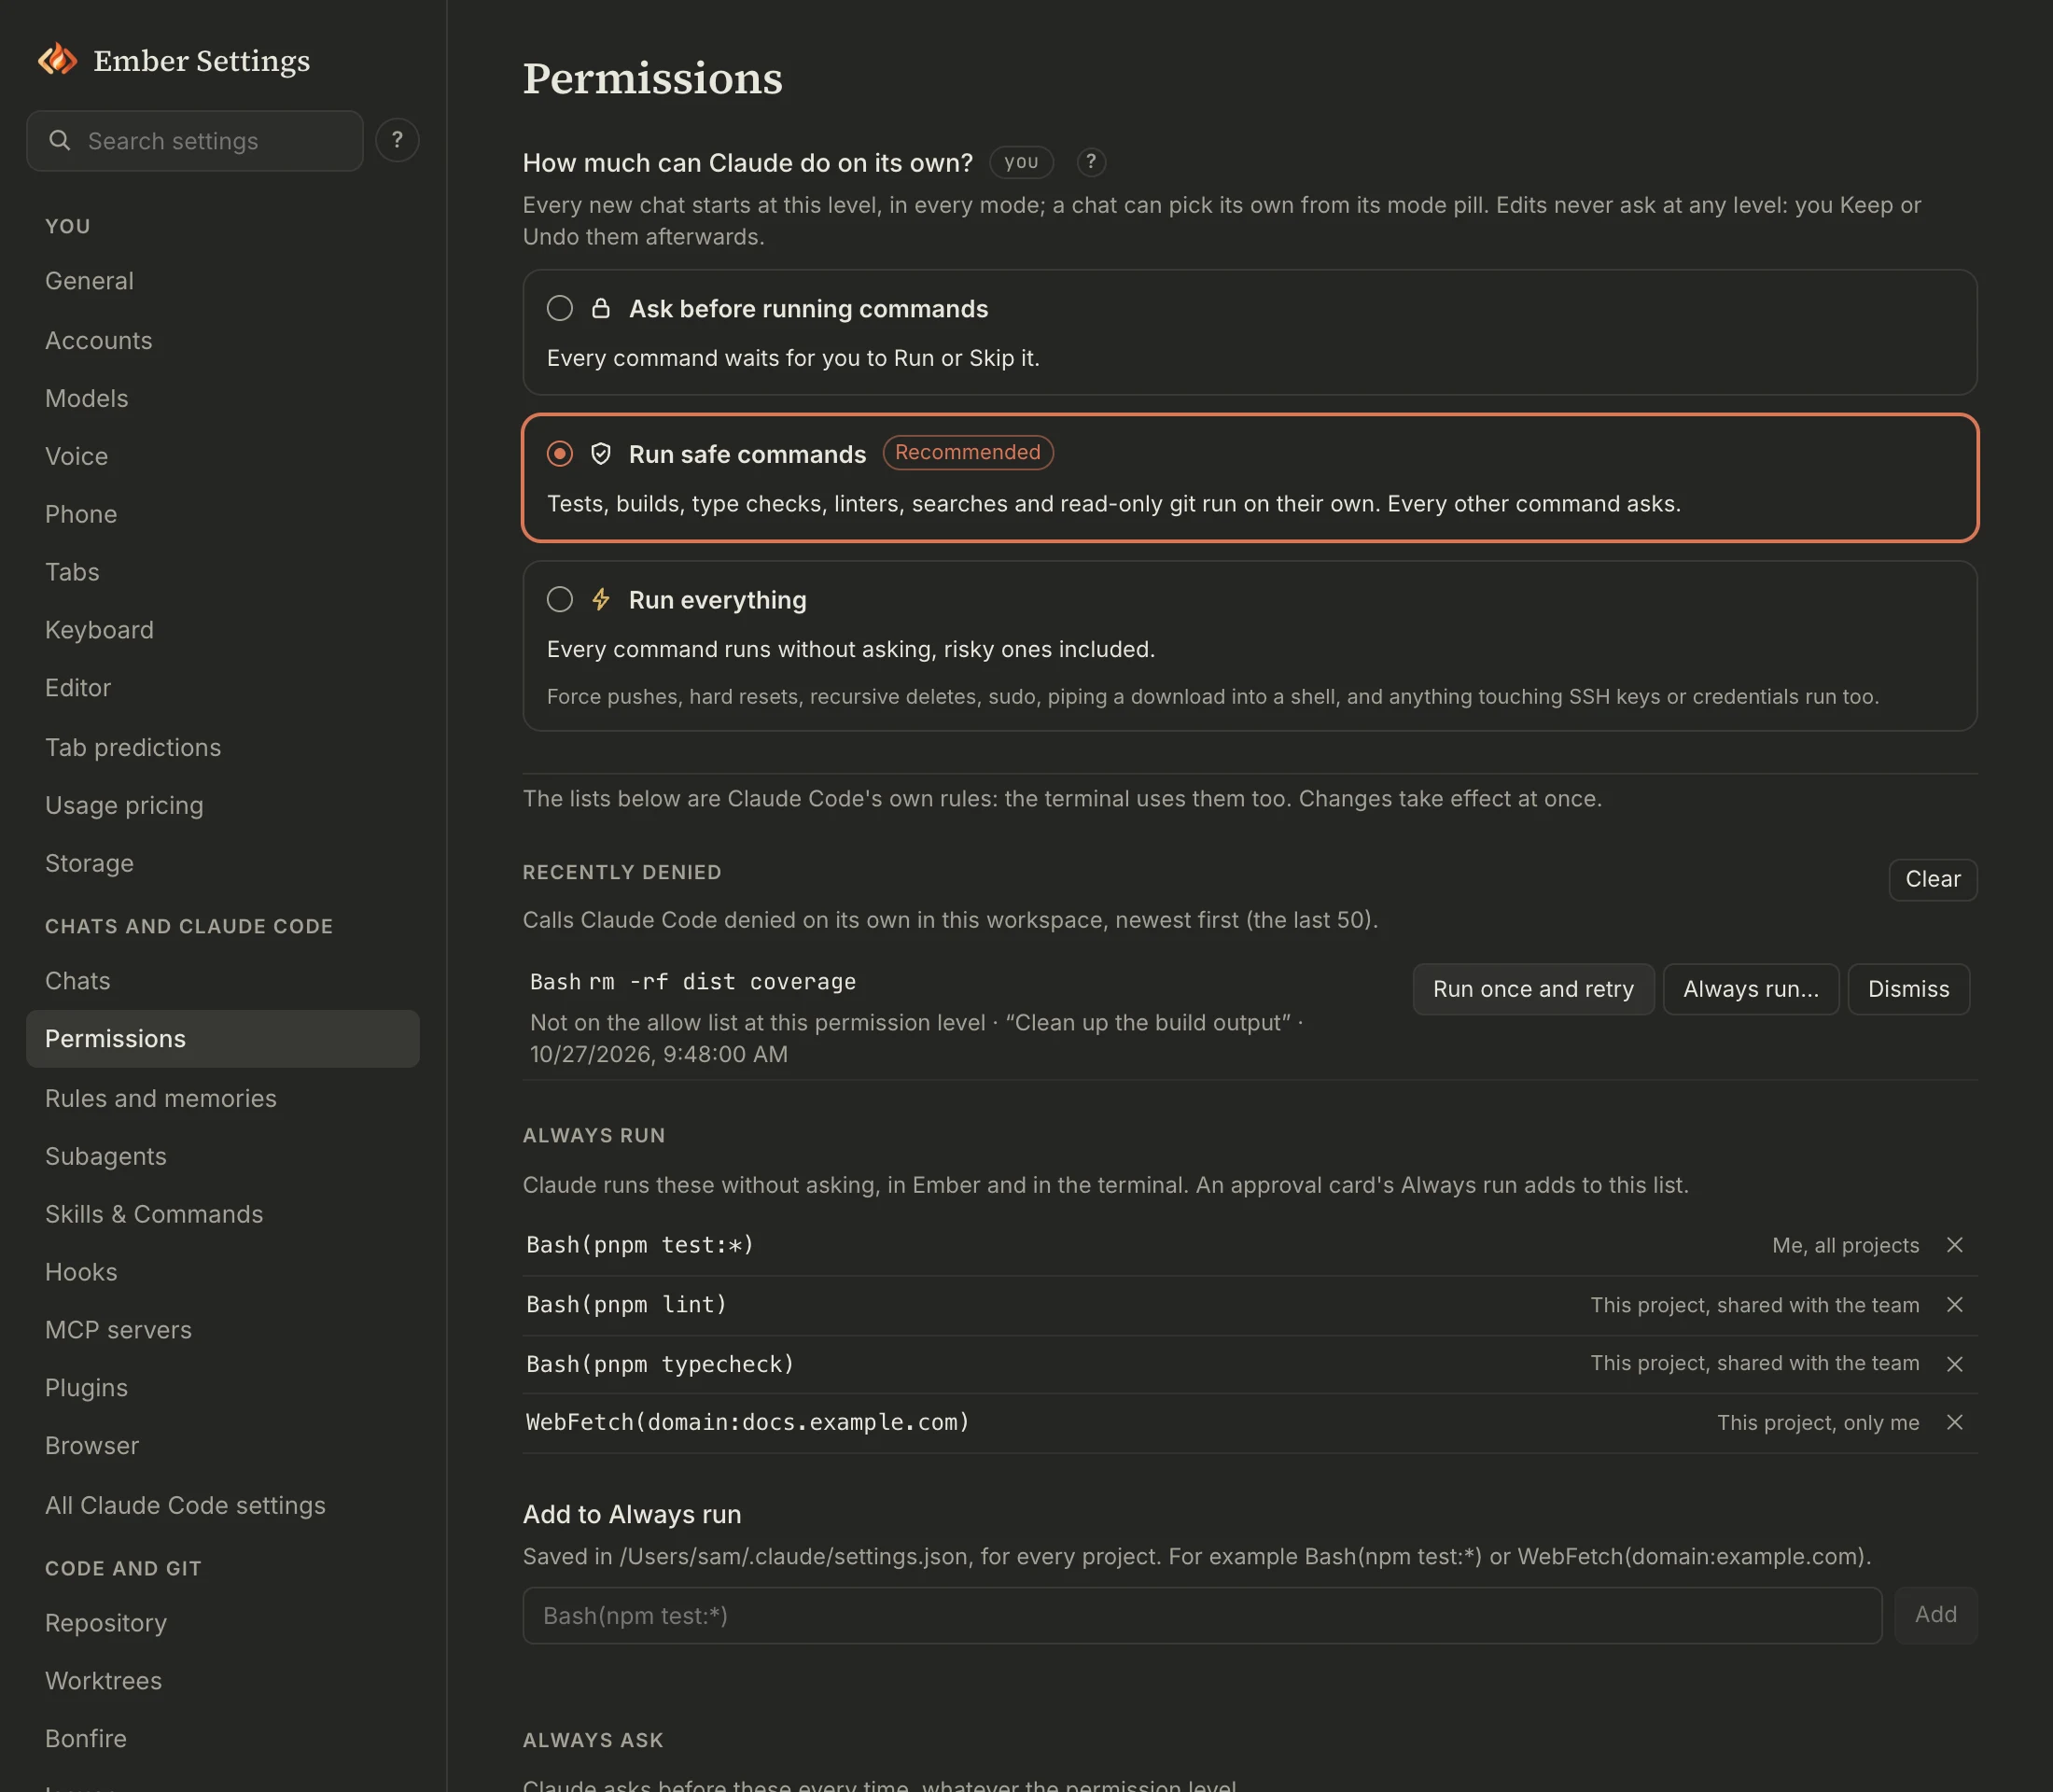 Ember Settings
Search settings
?
YOU
General
Accounts
Models
Voice
Phone
Tabs
Keyboard
Editor
Tab predictions
Usage pricing
Storage
CHATS AND CLAUDE CODE
Chats
Permissions
Rules and memories
Subagents
Skills & Commands
Hooks
MCP servers
Plugins
Browser
All Claude Code settings
CODE AND GIT
Repository
Worktrees
Bonfire
Permissions
How much can Claude do on its own? you ?
Every new chat starts at this level, in every mode; a chat can pick its own from its mode pill. Edits never ask at any level: you Keep or
Undo them afterwards.
Ask before running commands
Every command waits for you to Run or Skip it.
Run safe commands Recommended
Tests, builds, type checks, linters, searches and read-only git run on their own. Every other command asks.
Run everything
Every command runs without asking, risky ones included.
Force pushes, hard resets, recursive deletes, sudo, piping a download into a shell, and anything touching SSH keys or credentials run too.
The lists below are Claude Code's own rules: the terminal uses them too. Changes take effect at once.
RECENTLY DENIED
Clear
Calls Claude Code denied on its own in this workspace, newest first (the last 50).
Bash rm -rf dist coverage
Run once and retry Always run... Dismiss
Not on the allow list at this permission level · “Clean up the build output” ·
10/27/2026, 9:48:00 AM
ALWAYS RUN
Claude runs these without asking, in Ember and in the terminal. An approval card's Always run adds to this list.
Bash(pnpm test:*) Me, all projects
Bash(pnpm lint) This project, shared with the team
Bash(pnpm typecheck) This project, shared with the team
WebFetch(domain:docs.example.com) This project, only me
Add to Always run
Saved in /Users/sam/.claude/settings.json, for every project. For example Bash(npm test:*) or WebFetch(domain:example.com).
Bash(npm test:*) Add
ALWAYS ASK
Claude asks before these every time, whatever the permission level